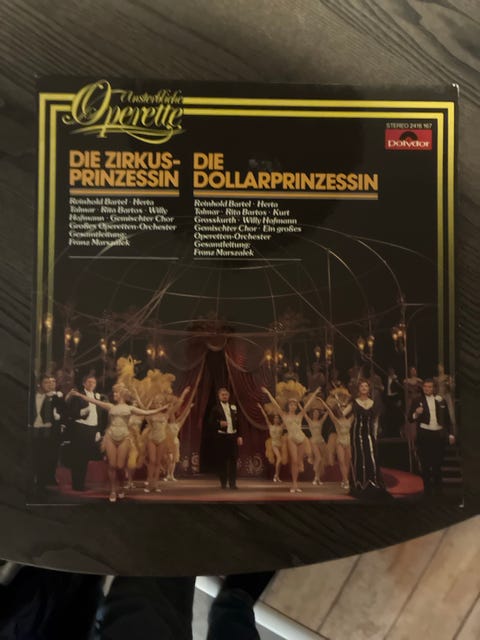 Unsterbliche
Operette
STEREO 2416 167
Polydor
DIE ZIRKUS-
PRINZESSIN
Reinhold Bartel · Herta
Talmar · Rita Bartos · Willy
Hofmann · Gemischter Chor
Großes Operetten-Orchester
Gesamtleitung:
Franz Marszalek
DIE
DOLLARPRINZESSIN
Reinhold Bartel · Herta
Talmar · Rita Bartos · Kurt
Grosskurth · Willy Hofmann
Gemischter Chor · Ein großes
Operetten-Orchester
Gesamtleitung:
Franz Marszalek